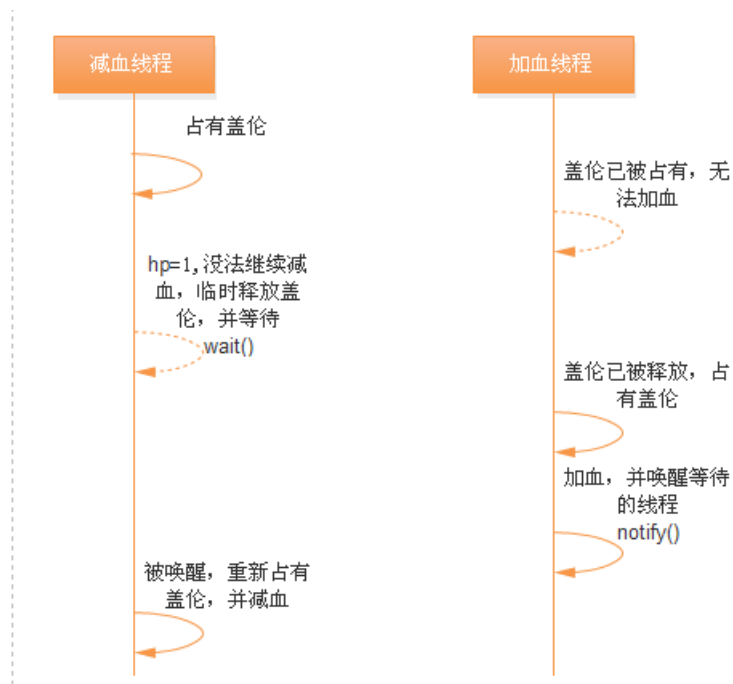 减血线程
加血线程
占有盖伦
盖伦已被占有，无
法加血
hp=1,没法继续减
血，临时释放盖
伦，并等待
wait()
盖伦已被释放，占
有盖伦
加血，并唤醒等待
的线程
notify()
被唤醒，重新占有
盖伦，并减血